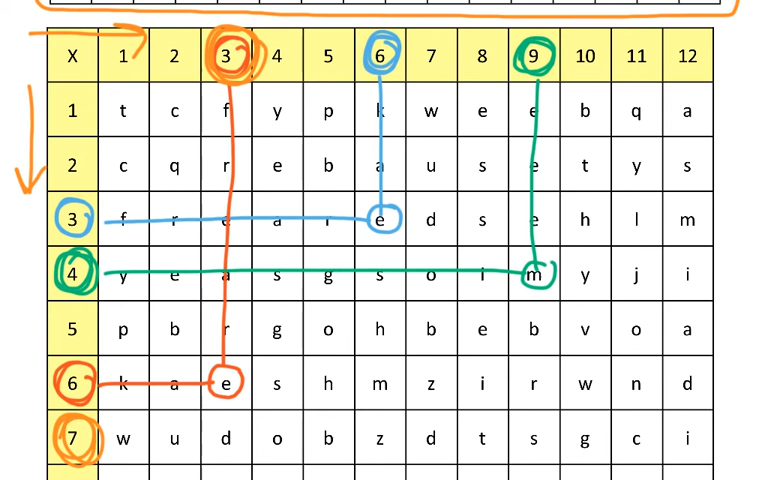 X 1 2 3 4 5 6 7 8 9 10 11 12
1 t c f y p k w e e b q a
2 c q r e b a u s e t y s
3 f r e a r e d s e h l m
4 y e a s g s o i m y j i
5 p b r g o h b e b v o a
6 k a e s h m z i r w n d
7 w u d o b z d t s g c i